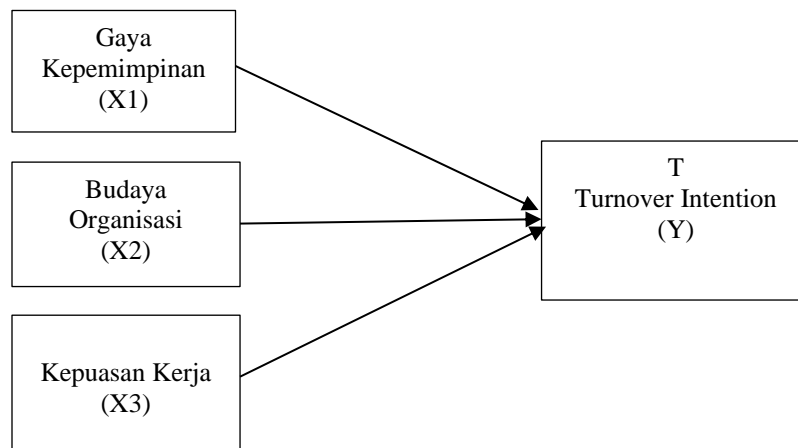 Gaya
Kepemimpinan
(X1)
Budaya
Organisasi
(X2)
Kepuasan Kerja
(X3)
T
Turnover Intention
(Y)